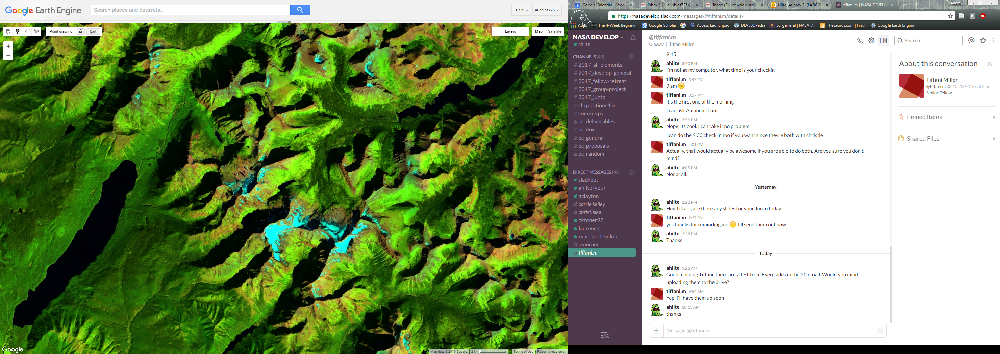 Google Earth Engine
Search places and datasets...
Help
aubbles725
Point drawing.
Exit
Layers
Map
Satellite
+
−
Google
Map data ©2016 Google
2 km
Terms of Use
Report a map error
Google Calendar - Wee
Inbox (1) - aubbles725
Inbox (2) - develop.proje
Hilte, Aubrey R. (LARC-E
tiffani.m | NASA DEVELO
Aubrey
https://nasadevelop.slack.com/messages/@tiffani.m/details/
ABP
Apps
The 4-Week Beginner
Google Scholar
Access Launchpad
DEVELOPedia
pc_general | NASA DE
Thesaurus.com | Find
Google Earth Engine
NASA DEVELOP
ahilte
CHANNELS (40)
# 2017_all-elements
# 2017_develop-general
# 2017_fellow-retreat
# 2017_group-project
# 2017_junto
# cl_questions4pc
# comm_vps
pc_deliverables
# pc_eox
# pc_general
# pc_proposals
pc_random
DIRECT MESSAGES (40)
slackbot
ahilte (you)
aclayton
carrie.kelley
christielee
cktoner92
laurencg
ryan_at_develop
seancam
tiffani.m
@tiffani.m
away | Tiffani Miller
Search
9:15
ahilte 3:40 PM
I'm not at my computer, what time is your checkin
tiffani.m 3:47 PM
9 am
tiffani.m 3:57 PM
it's the first one of the morning
I can ask Amanda, if not
ahilte 3:59 PM
Nope, its cool. I can take it no problem
I can do the 9:30 check in too if you want since theyre both with christie
tiffani.m 4:01 PM
Actually, that would actually be awesome if you are able to do both. Are you sure you don't
mind?
ahilte 4:05 PM
Not at all.
Yesterday
ahilte 2:22 PM
Hey Tiffani, are there any slides for your Junto today
tiffani.m 2:27 PM
yes thanks for reminding me 🙂 I'll send them out now
ahilte 2:28 PM
Thanks
Today
ahilte 9:23 AM
Good morning Tiffani, there are 2 LFT from Everglades in the PC email. Would you mind
uploading them to the drive?
tiffani.m 9:54 AM
Yep, I'll have them up soon
ahilte 10:13 AM
thanks
+ Message @tiffani.m
About this conversation
Tiffani Miller
@tiffani.m 10:20 AM local time
Senior Fellow
Pinned Items
Shared Files